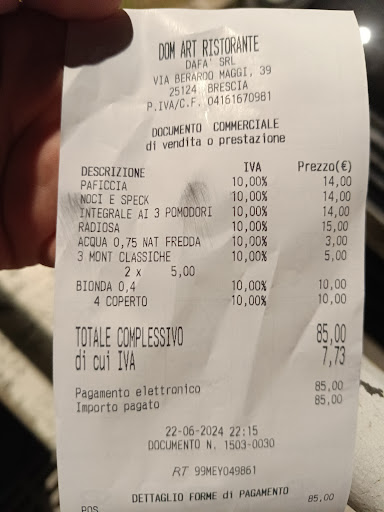 DOM ART RISTORANTE
DAFA' SRL
VIA BERARDO MAGGI, 39
25124 BRESCIA
P.IVA/C.F. 04161670981
DOCUMENTO COMMERCIALE
di vendita o prestazione
DESCRIZIONE IVA Prezzo(€)
PAFICCIA 10,00% 14,00
NOCI E SPECK 10,00% 14,00
INTEGRALE AI 3 POMODORI 10,00% 14,00
RADIOSA 10,00% 15,00
ACQUA 0,75 NAT FREDDA 10,00% 3,00
3 MONT CLASSICHE 10,00% 5,00
2 x 5,00
BIONDA 0,4 10,00% 10,00
4 COPERTO 10,00% 10,00
TOTALE COMPLESSIVO 85,00
di cui IVA 7,73
Pagamento elettronico 85,00
Importo pagato 85,00
22-06-2024 22:15
DOCUMENTO N. 1503-0030
RT 99MEY049861
DETTAGLIO FORME di PAGAMENTO
POS 85,00